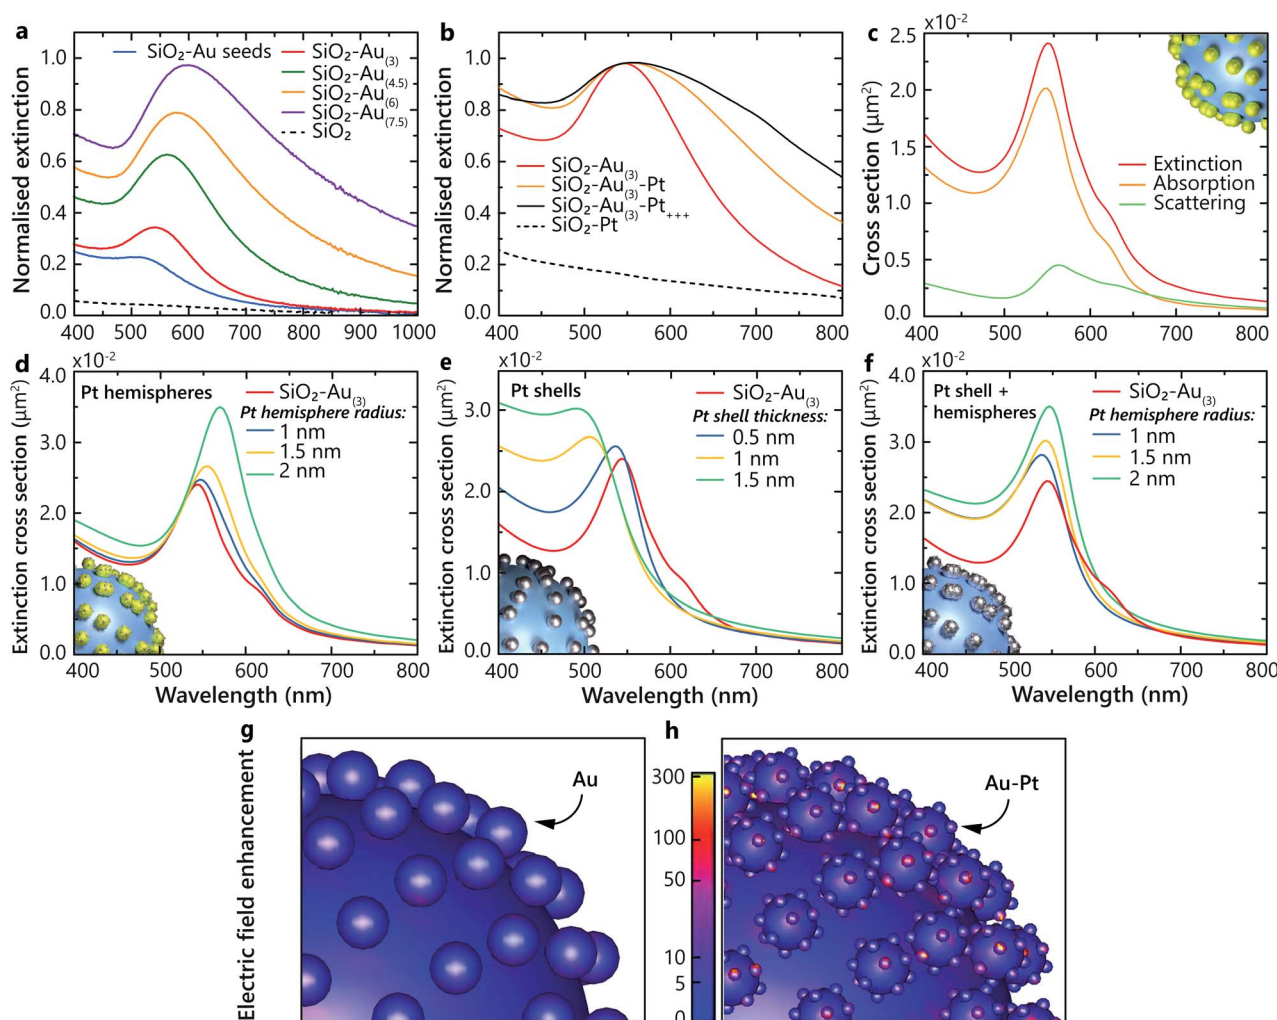 a
1.0
0.8
0.6
0.4
0.2
0.0
Normalised extinction
SiO2-Au seeds
SiO2-Au(3)
SiO2-Au(4.5)
SiO2-Au(6)
SiO2-Au(7.5)
SiO2
400 500 600 700 800 900 1000
b
1.0
0.8
0.6
0.4
0.2
0.0
Normalised extinction
SiO2-Au(3)
SiO2-Au(3)-Pt
SiO2-Au(3)-Pt+++
SiO2-Pt
400 500 600 700 800
c
x10-2
2.5
2.0
1.5
1.0
0.5
0.0
Cross section (μm2)
Extinction
Absorption
Scattering
400 500 600 700 800
d
x10-2
4.0
3.0
2.0
1.0
0.0
Extinction cross section (μm2)
Pt hemispheres
SiO2-Au(3)
Pt hemisphere radius:
1 nm
1.5 nm
2 nm
400 500 600 700 800
Wavelength (nm)
e
x10-2
3.0
2.0
1.0
0.0
Extinction cross section (μm2)
Pt shells
SiO2-Au(3)
Pt shell thickness:
0.5 nm
1 nm
1.5 nm
400 500 600 700 800
Wavelength (nm)
f
x10-2
4.0
3.0
2.0
1.0
0.0
Extinction cross section (μm2)
Pt shell +
hemispheres
SiO2-Au(3)
Pt hemisphere radius:
1 nm
1.5 nm
2 nm
400 500 600 700 800
Wavelength (nm)
g
Electric field enhancement
Au
h
300
100
50
10
5
0
Au-Pt